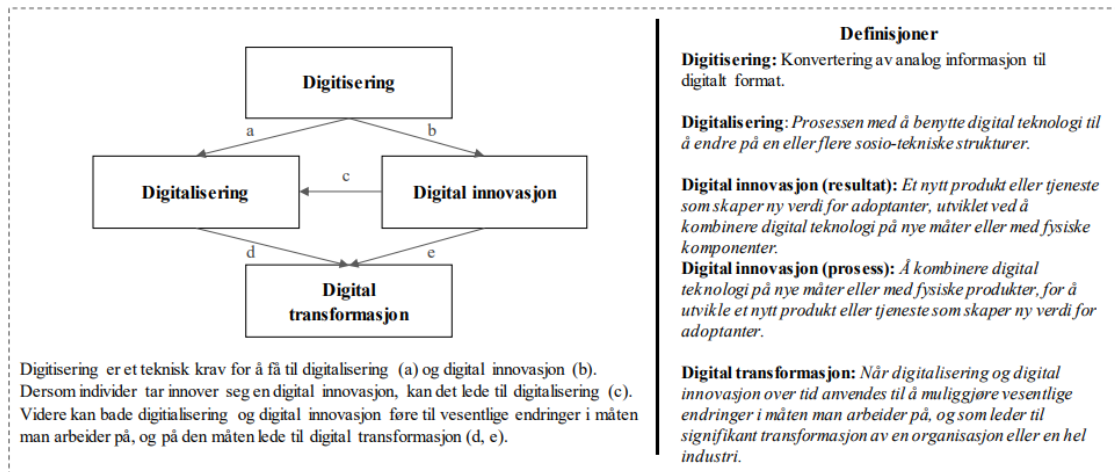 Digitisering
a
b
Digitalisering
c
Digital innovasjon
d
e
Digital
transformasjon
Digitisering er et teknisk krav for å få til digitalisering (a) og digital innovasjon (b).
Dersom individer tar innover seg en digital innovasjon, kan det lede til digitalisering (c).
Videre kan bade digitialisering og digital innovasjon føre til vesentlige endringer i måten
man arbeider på, og på den måten lede til digital transformasjon (d, e).
Definisjoner
Digitisering: Konvertering av analog informasjon til
digitalt format.
Digitalisering: Prosessen med å benytte digital teknologi til
å endre på en eller flere sosio-tekniske strukturer.
Digital innovasjon (resultat): Et nytt produkt eller tjeneste
som skaper ny verdi for adoptanter, utviklet ved å
kombinere digital teknologi på nye måter eller med fysiske
komponenter.
Digital innovasjon (prosess): Å kombinere digital
teknologi på nye måter eller med fysiske produkter, for å
utvikle et nytt produkt eller tjeneste som skaper ny verdi for
adoptanter.
Digital transformasjon: Når digitalisering og digital
innovasjon over tid anvendes til å muliggjøre vesentlige
endringer i måten man arbeider på, og som leder til
signifikant transformasjon av en organisasjon eller en hel
industri.